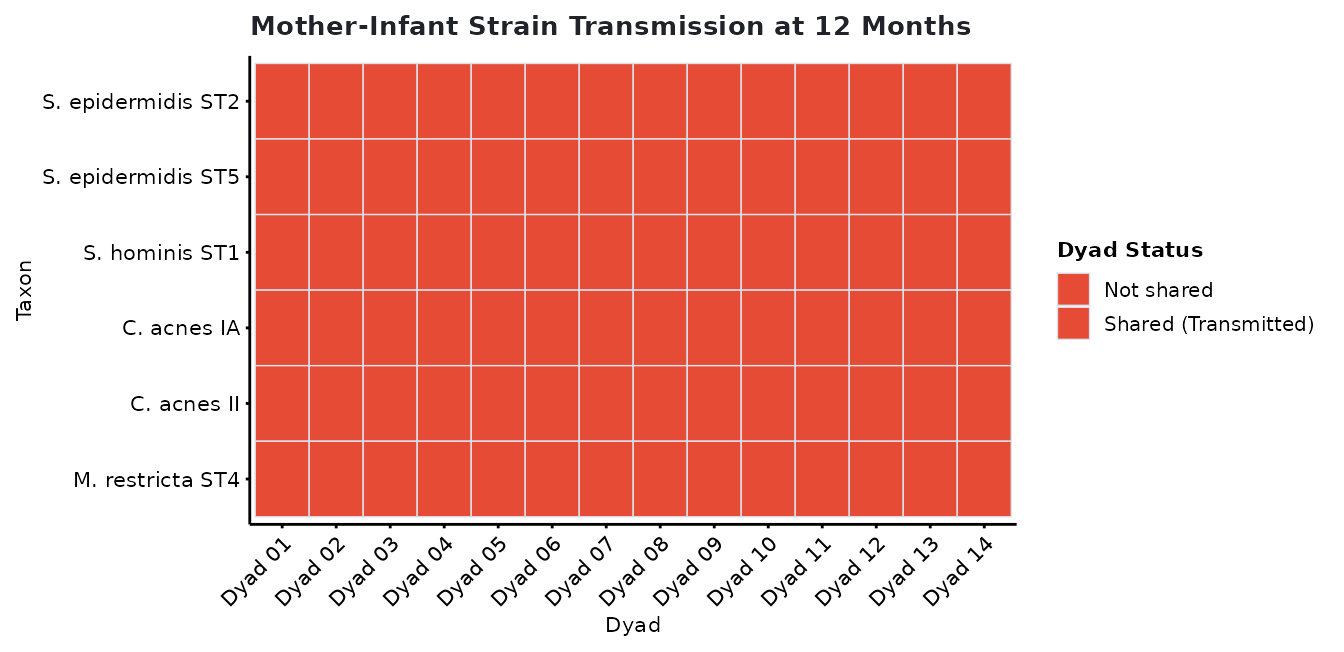 Mother-Infant Strain Transmission at 12 Months
Taxon
S. epidermidis ST2
S. epidermidis ST5
S. hominis ST1
C. acnes IA
C. acnes II
M. restricta ST4
Dyad 01
Dyad 02
Dyad 03
Dyad 04
Dyad 05
Dyad 06
Dyad 07
Dyad 08
Dyad 09
Dyad 10
Dyad 11
Dyad 12
Dyad 13
Dyad 14
Dyad
Dyad Status
Not shared
Shared (Transmitted)